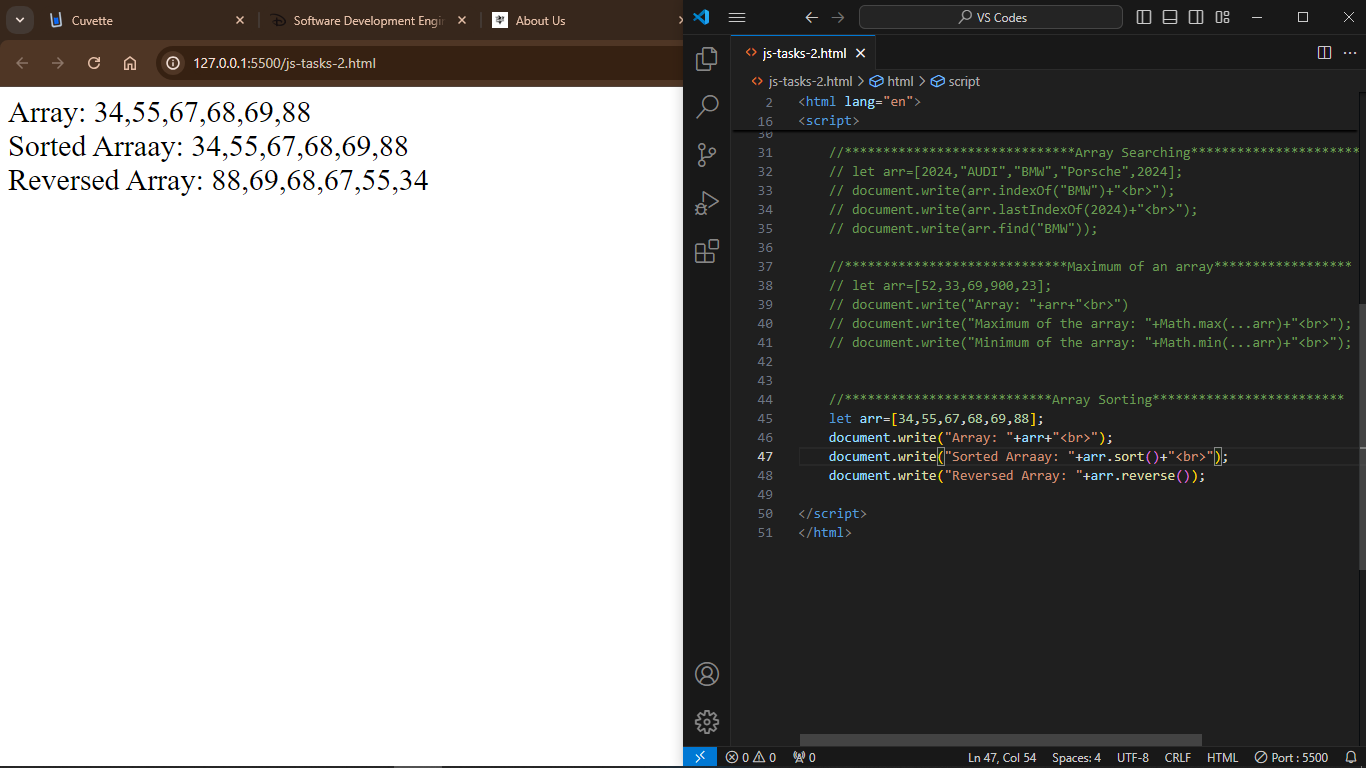 Cuvette
Software Development Engin
About Us
127.0.0.1:5500/js-tasks-2.html
Array: 34,55,67,68,69,88
Sorted Arraay: 34,55,67,68,69,88
Reversed Array: 88,69,68,67,55,34
VS Codes
js-tasks-2.html
js-tasks-2.html > html > script
2 <html lang="en">
16 <script>
30
31 //******************************Array Searching**********************
32 // let arr=[2024,"AUDI","BMW","Porsche",2024];
33 // document.write(arr.indexOf("BMW")+"<br>");
34 // document.write(arr.lastIndexOf(2024)+"<br>");
35 // document.write(arr.find("BMW"));
36
37 //*****************************Maximum of an array******************
38 // let arr=[52,33,69,900,23];
39 // document.write("Array: "+arr+"<br>")
40 // document.write("Maximum of the array: "+Math.max(...arr)+"<br>");
41 // document.write("Minimum of the array: "+Math.min(...arr)+"<br>");
42
43
44 //***************************Array Sorting*************************
45 let arr=[34,55,67,68,69,88];
46 document.write("Array: "+arr+"<br>");
47 document.write("Sorted Arraay: "+arr.sort()+"<br>");
48 document.write("Reversed Array: "+arr.reverse());
49
50 </script>
51 </html>
0 0 0 Ln 47, Col 54 Spaces: 4 UTF-8 CRLF HTML Port : 5500